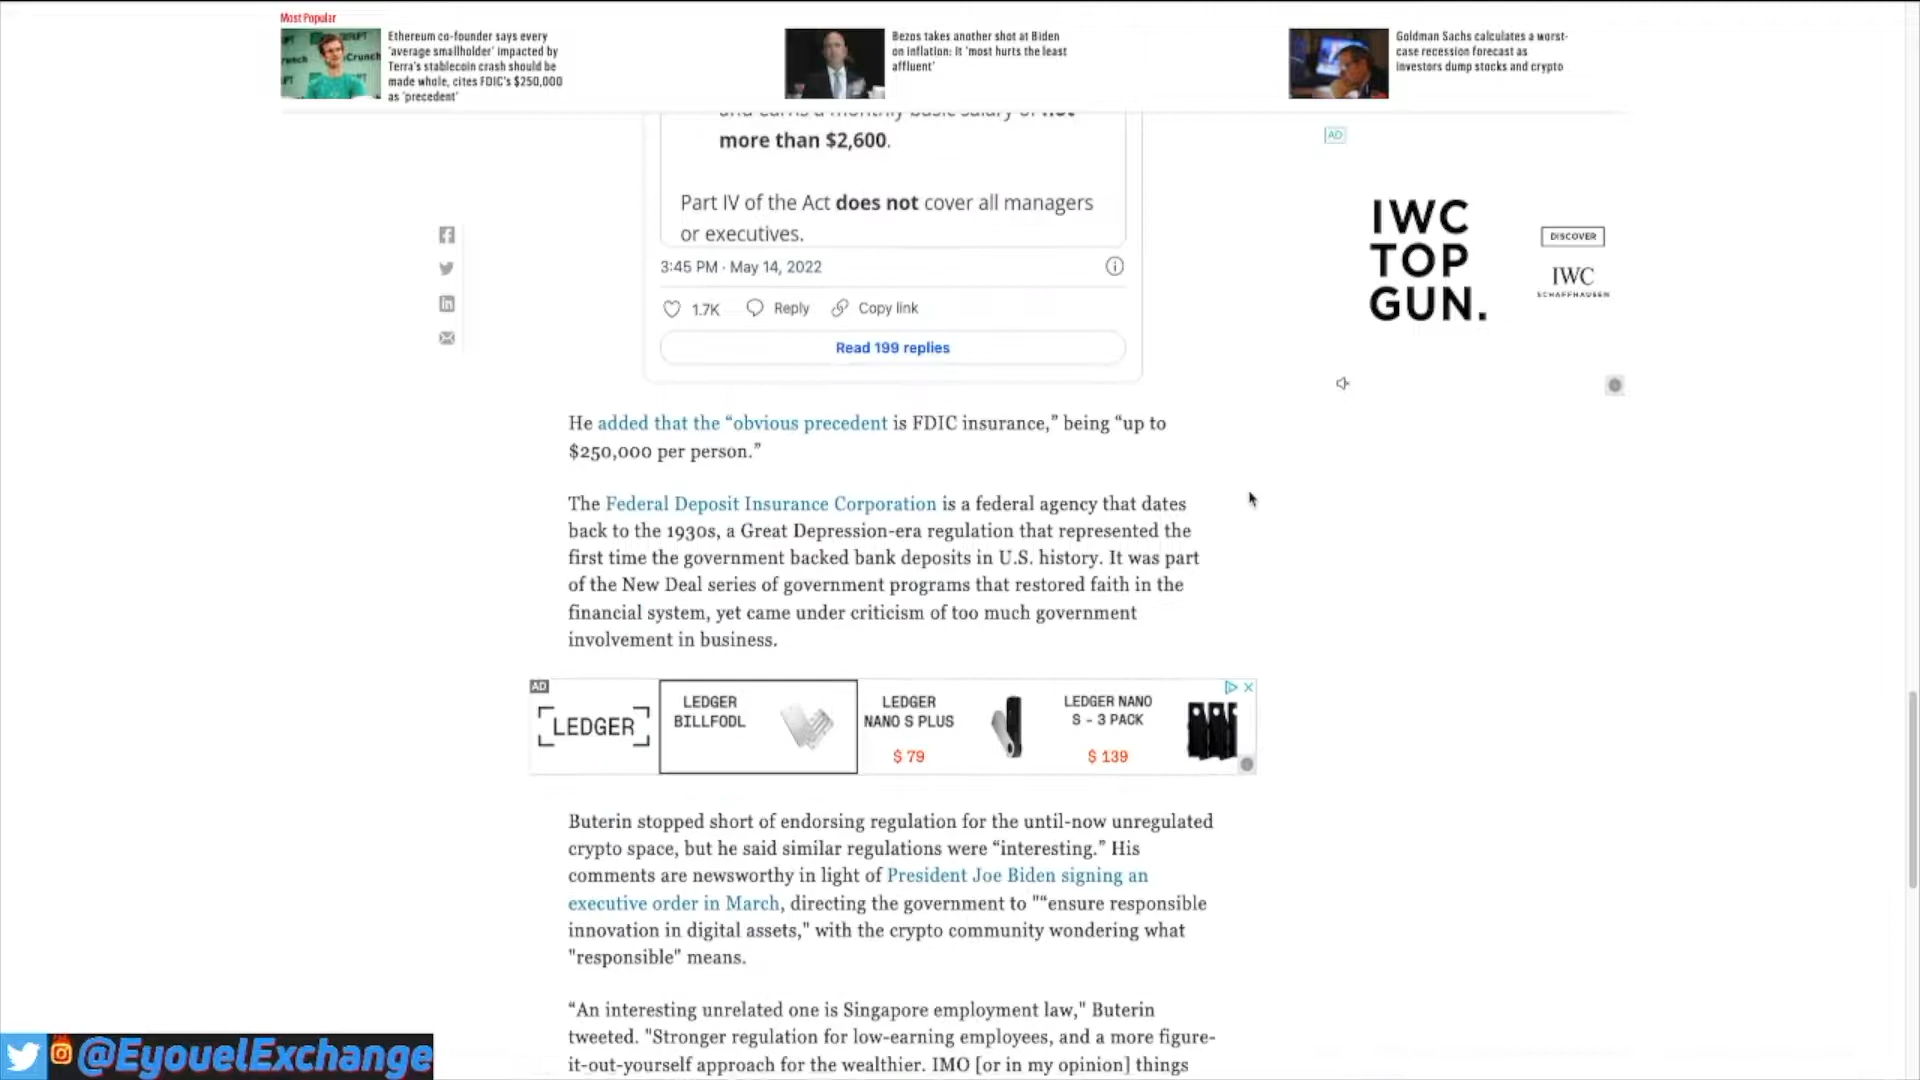 Most Popular
Ethereum co-founder says every
'average smallholder' impacted by
Terra's stablecoin crash should be
made whole, cites FDIC's $250,000
as 'precedent'
Bezos takes another shot at Biden
on inflation: It 'most hurts the least
affluent'
Goldman Sachs calculates a worst-
case recession forecast as
investors dump stocks and crypto
and earns a monthly basic salary of not
more than $2,600.
Part IV of the Act does not cover all managers
or executives.
3:45 PM · May 14, 2022
1.7K Reply Copy link
Read 199 replies
AD
IWC
TOP
GUN.
DISCOVER
IWC
SCHAFFHAUSEN
He added that the “obvious precedent is FDIC insurance,” being “up to
$250,000 per person.”
The Federal Deposit Insurance Corporation is a federal agency that dates
back to the 1930s, a Great Depression-era regulation that represented the
first time the government backed bank deposits in U.S. history. It was part
of the New Deal series of government programs that restored faith in the
financial system, yet came under criticism of too much government
involvement in business.
AD
LEDGER
LEDGER
BILLFODL
LEDGER
NANO S PLUS
$ 79
LEDGER NANO
S - 3 PACK
$ 139
Buterin stopped short of endorsing regulation for the until-now unregulated
crypto space, but he said similar regulations were “interesting.” His
comments are newsworthy in light of President Joe Biden signing an
executive order in March, directing the government to "“ensure responsible
innovation in digital assets," with the crypto community wondering what
"responsible" means.
“An interesting unrelated one is Singapore employment law," Buterin
tweeted. "Stronger regulation for low-earning employees, and a more figure-
it-out-yourself approach for the wealthier. IMO [or in my opinion] things
@EyouelExchange